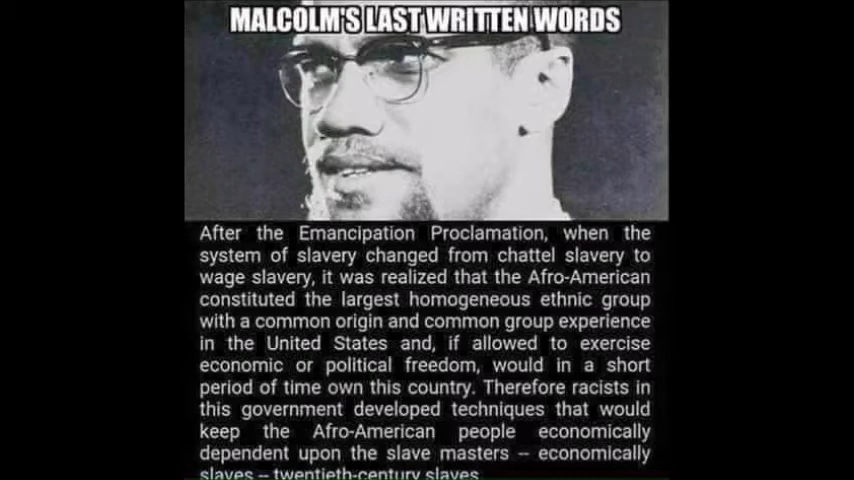 MALCOLM'S LAST WRITTEN WORDS
After the Emancipation Proclamation, when the
system of slavery changed from chattel slavery to
wage slavery, it was realized that the Afro-American
constituted the largest homogeneous ethnic group
with a common origin and common group experience
in the United States and, if allowed to exercise
economic or political freedom, would in a short
period of time own this country. Therefore racists in
this government developed techniques that would
keep the Afro-American people economically
dependent upon the slave masters -- economically
slaves -- twentieth-century slaves.